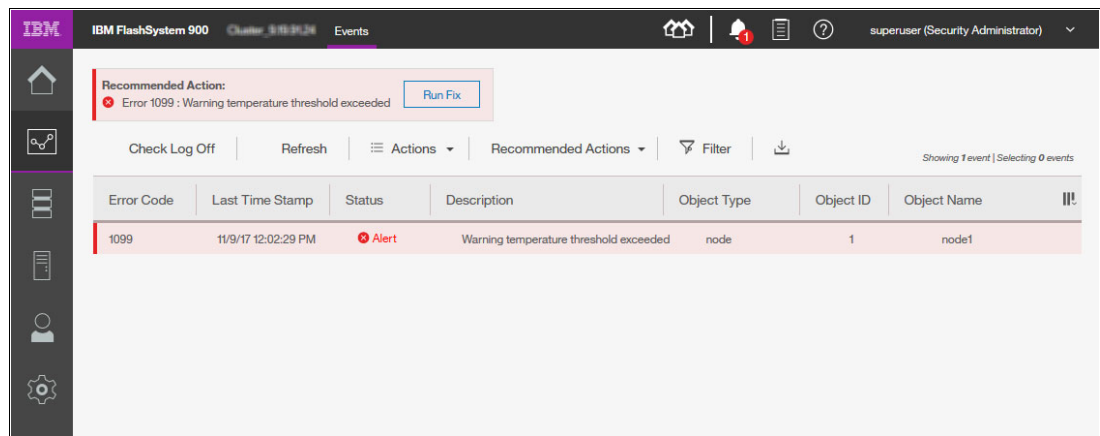 IBM IBM FlashSystem 900 Events 1 superuser (Security Administrator)
Recommended Action:
Error 1099 : Warning temperature threshold exceeded Run Fix
Check Log Off Refresh Actions Recommended Actions Filter
Showing 1 event | Selecting 0 events
Error Code Last Time Stamp Status Description Object Type Object ID Object Name
1099 11/9/17 12:02:29 PM Alert Warning temperature threshold exceeded node 1 node1